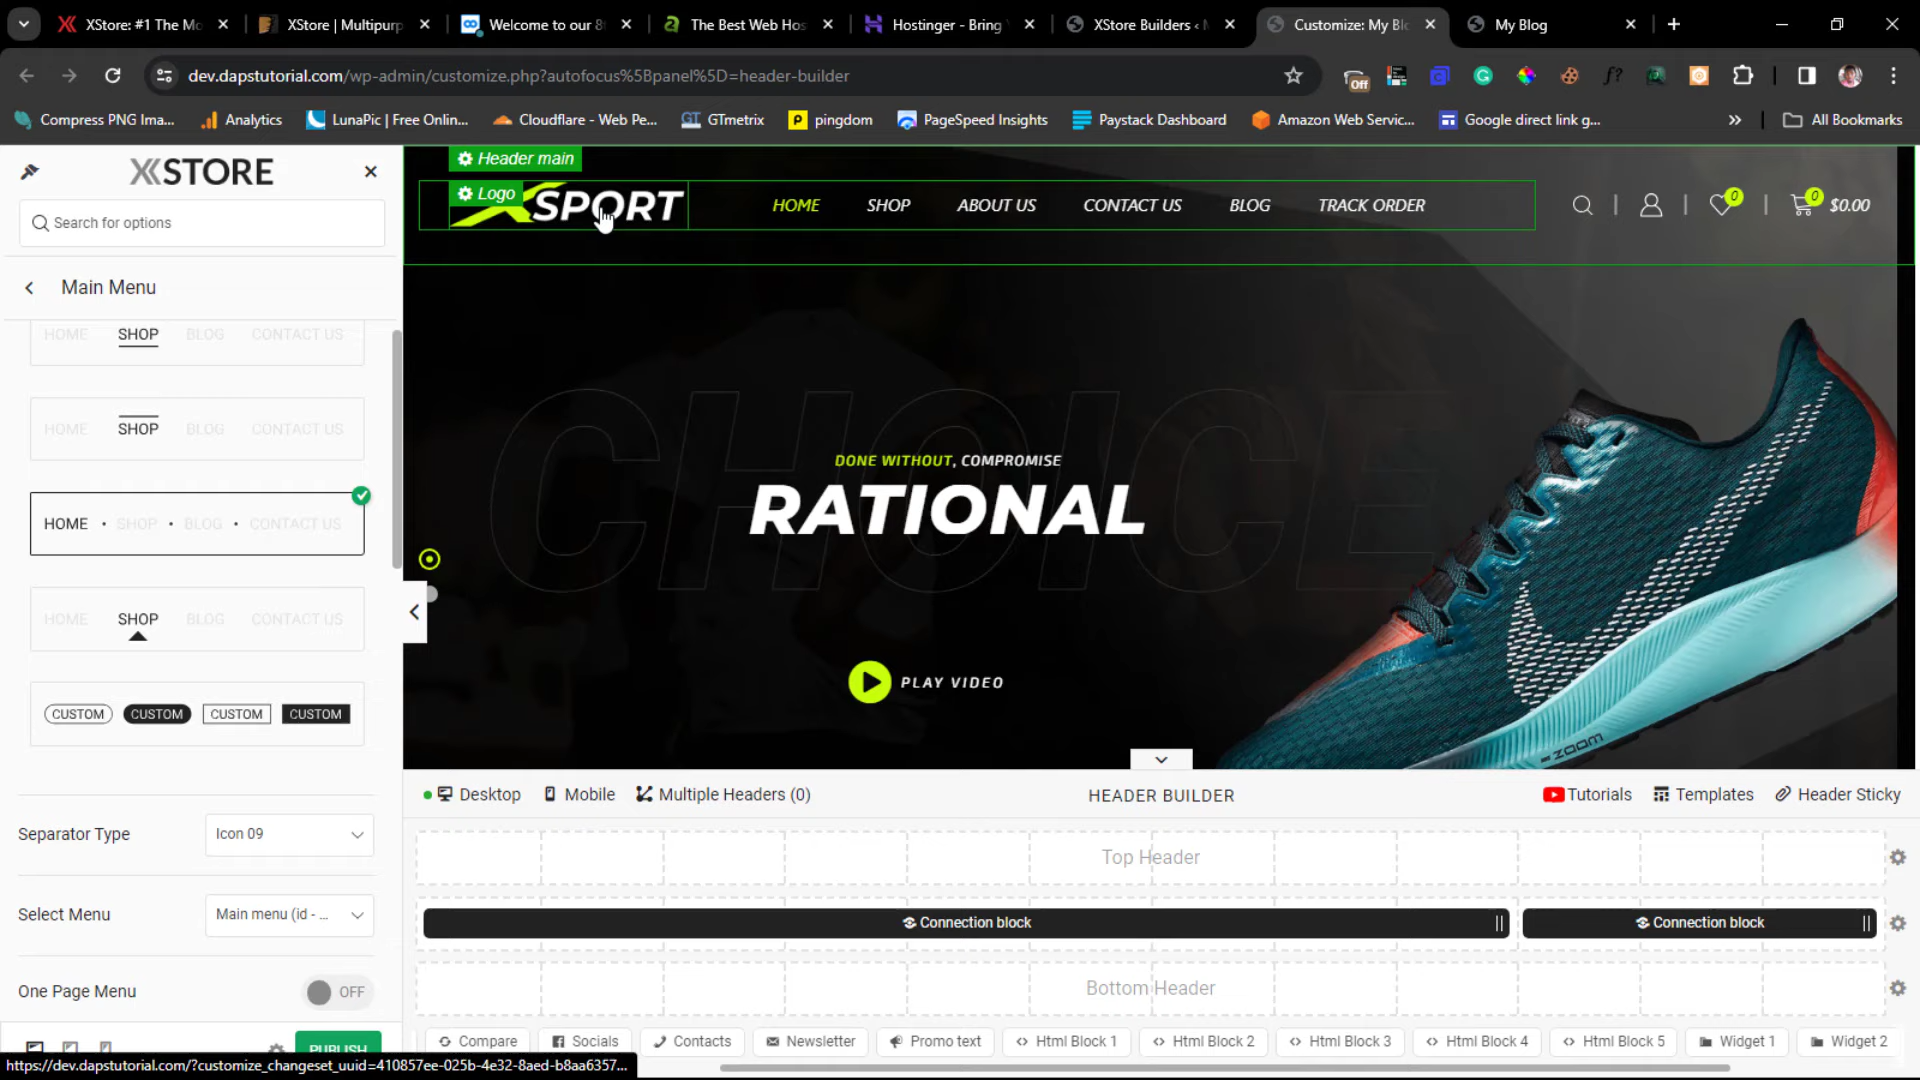 XStore: #1 The Mo
XStore | Multipurp
Welcome to our 8
The Best Web Hos
Hostinger - Bring
XStore Builders ‹
Customize: My Blo
My Blog
dev.dapstutorial.com/wp-admin/customize.php?autofocus%5Bpanel%5D=header-builder
Off
Compress PNG Ima...
Analytics
LunaPic | Free Onlin...
Cloudflare - Web Pe...
GTmetrix
pingdom
PageSpeed Insights
Paystack Dashboard
Amazon Web Servic...
Google direct link g...
»
All Bookmarks
XSTORE
Search for options
Main Menu
HOME SHOP BLOG CONTACT US
HOME SHOP BLOG CONTACT US
HOME • SHOP • BLOG • CONTACT US
HOME SHOP BLOG CONTACT US
CUSTOM CUSTOM CUSTOM CUSTOM
Separator Type
Icon 09
Select Menu
Main menu (id - ...
One Page Menu
OFF
PUBLISH
https://dev.dapstutorial.com/?customize_changeset_uuid=410857ee-025b-4e32-8aed-b8aa6357...
Header main
Logo
XSPORT
HOME
SHOP
ABOUT US
CONTACT US
BLOG
TRACK ORDER
0
0
$0.00
CHOICE
DONE WITHOUT, COMPROMISE
RATIONAL
PLAY VIDEO
ZOOM
Desktop
Mobile
Multiple Headers (0)
HEADER BUILDER
Tutorials
Templates
Header Sticky
Top Header
Connection block
Connection block
Bottom Header
Compare
Socials
Contacts
Newsletter
Promo text
Html Block 1
Html Block 2
Html Block 3
Html Block 4
Html Block 5
Widget 1
Widget 2